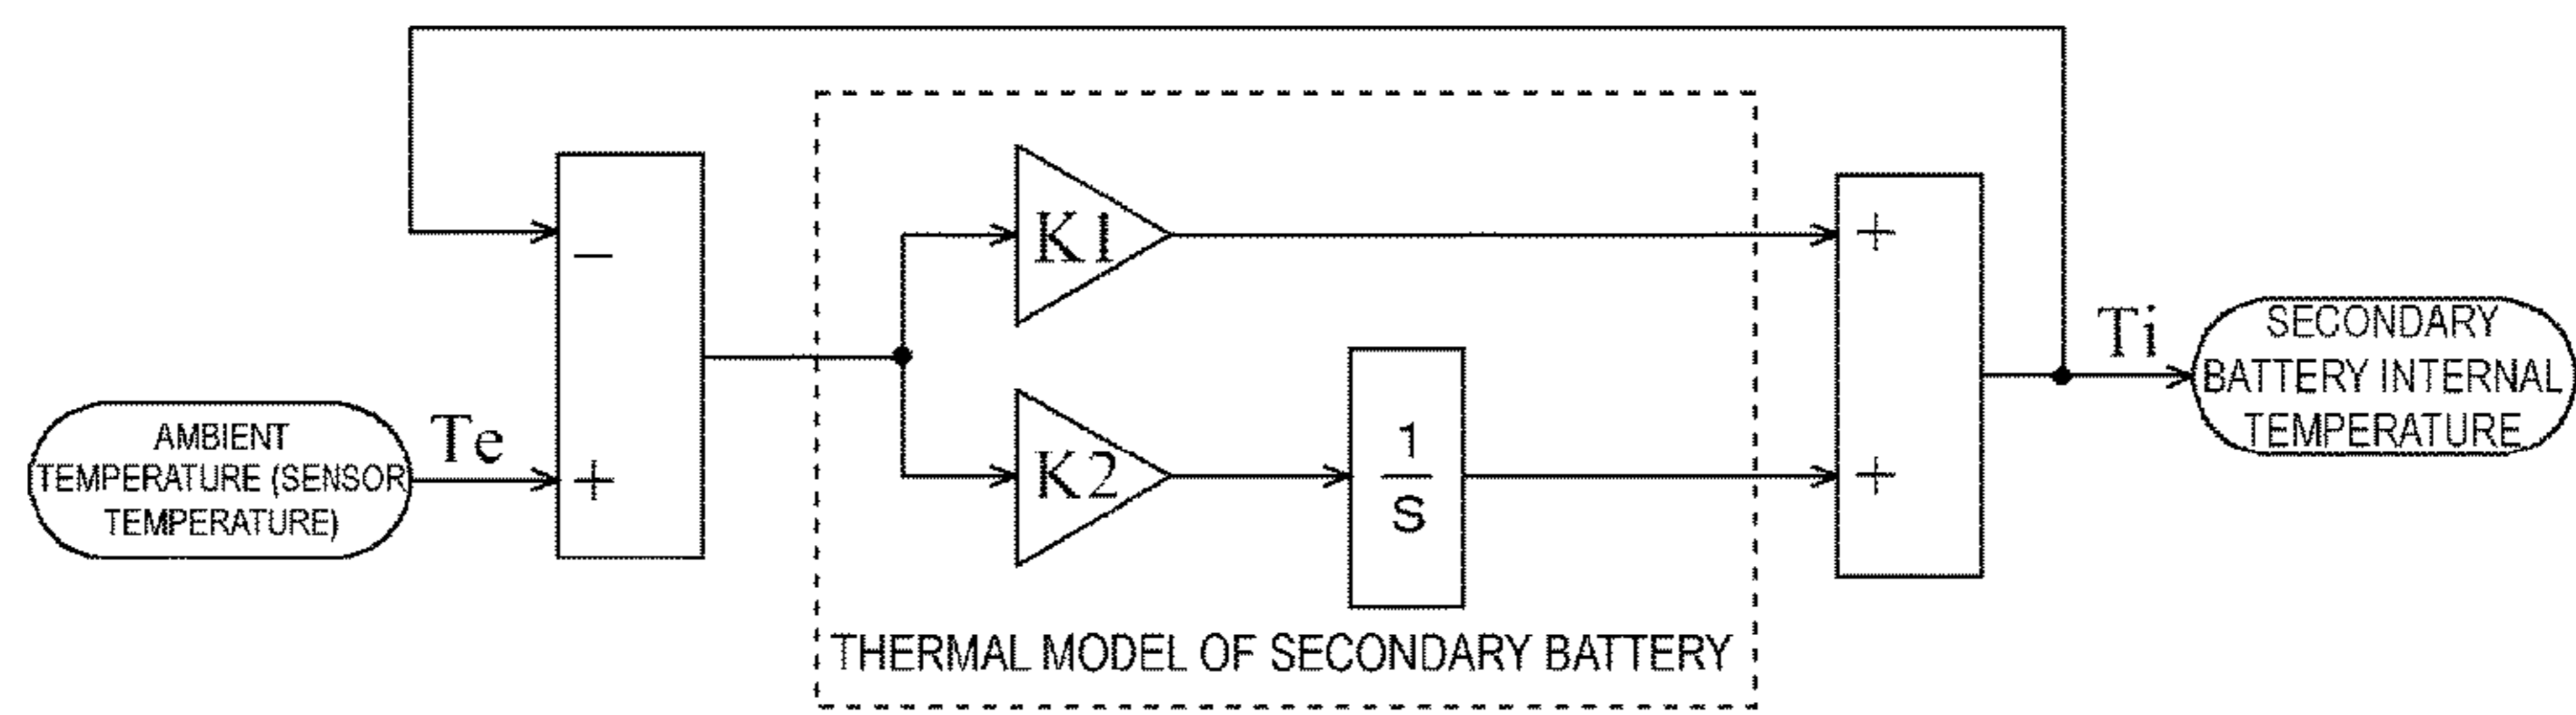 AMBIENT
TEMPERATURE (SENSOR
TEMPERATURE)
Te
−
+
K1
K2
1
s
THERMAL MODEL OF SECONDARY BATTERY
+
+
Ti
SECONDARY
BATTERY INTERNAL
TEMPERATURE